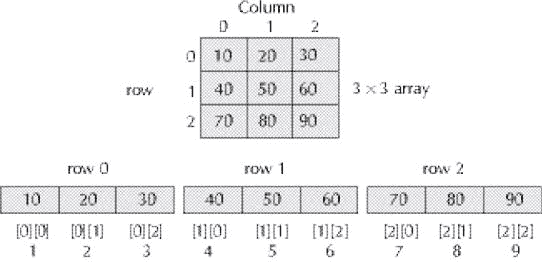 Column
0 1 2
0 10 20 30
row 1 40 50 60 3 × 3 array
2 70 80 90
row 0 row 1 row 2
10 20 30 40 50 60 70 80 90
[0][0] [0][1] [0][2] [1][0] [1][1] [1][2] [2][0] [2][1] [2][2]
1 2 3 4 5 6 7 8 9